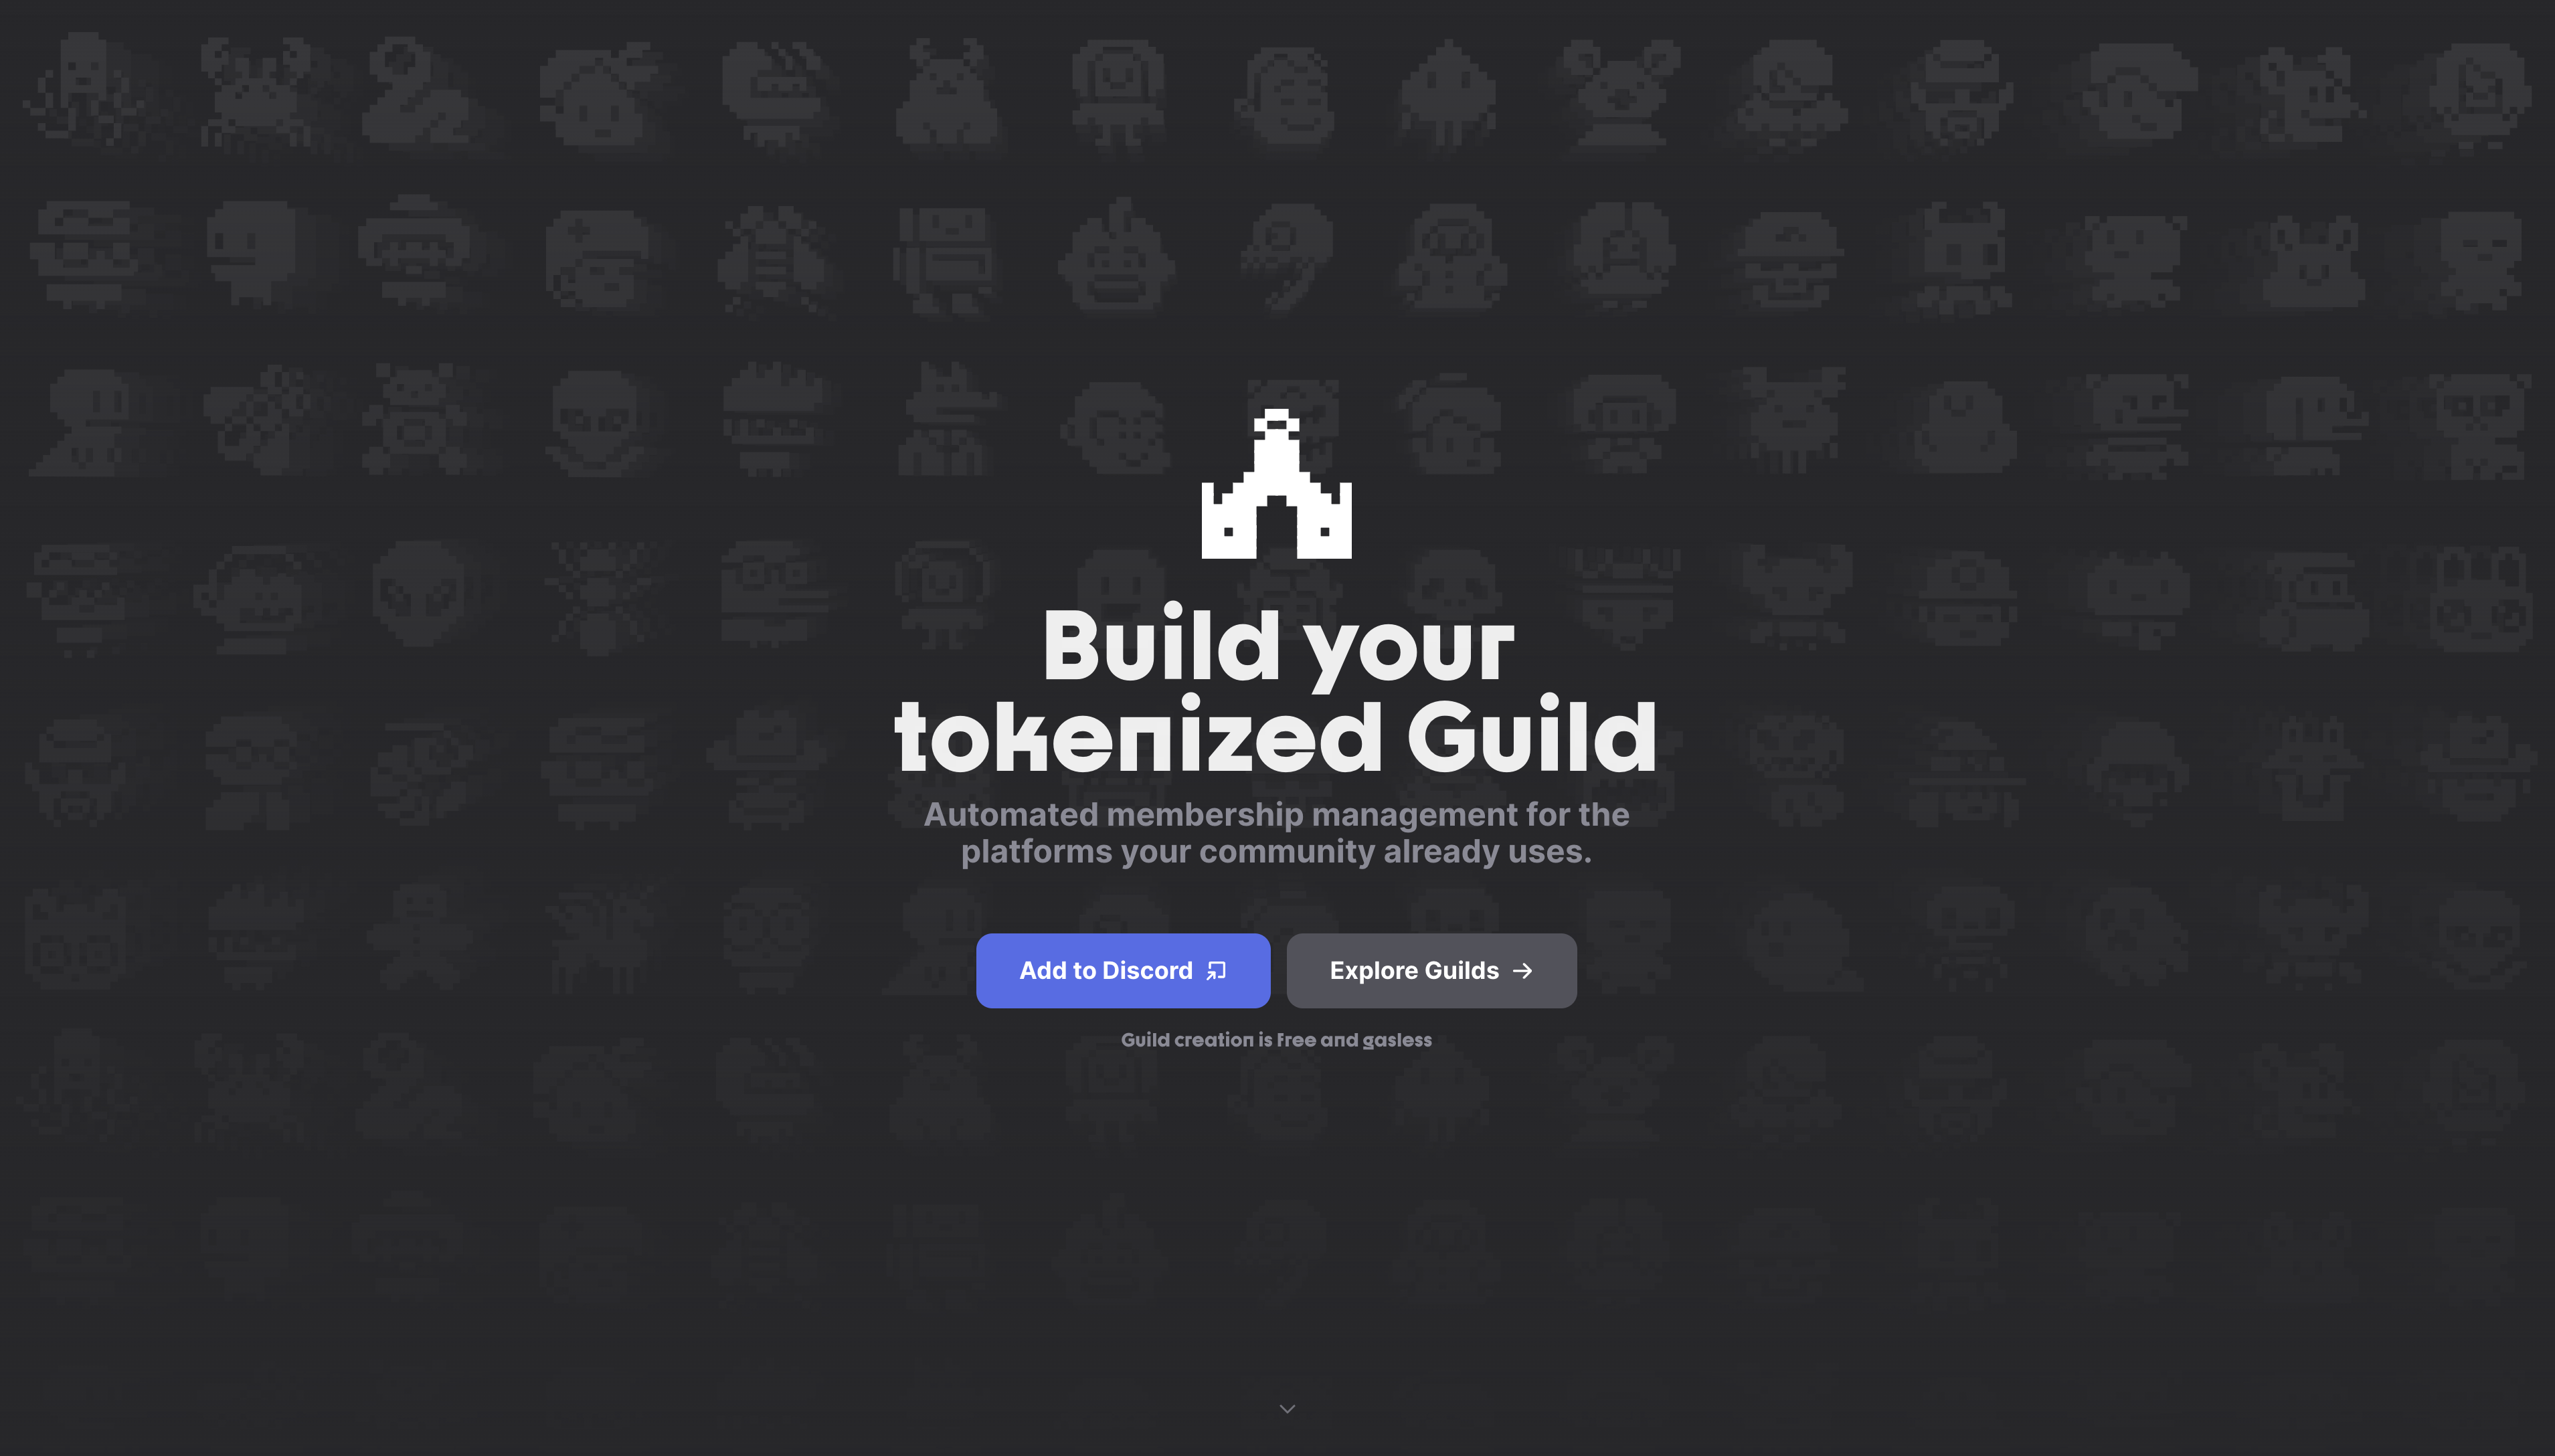 Build your
tokenized Guild
Automated membership management for the
platforms your community already uses.
Add to Discord
Explore Guilds
Guild creation is free and gasless